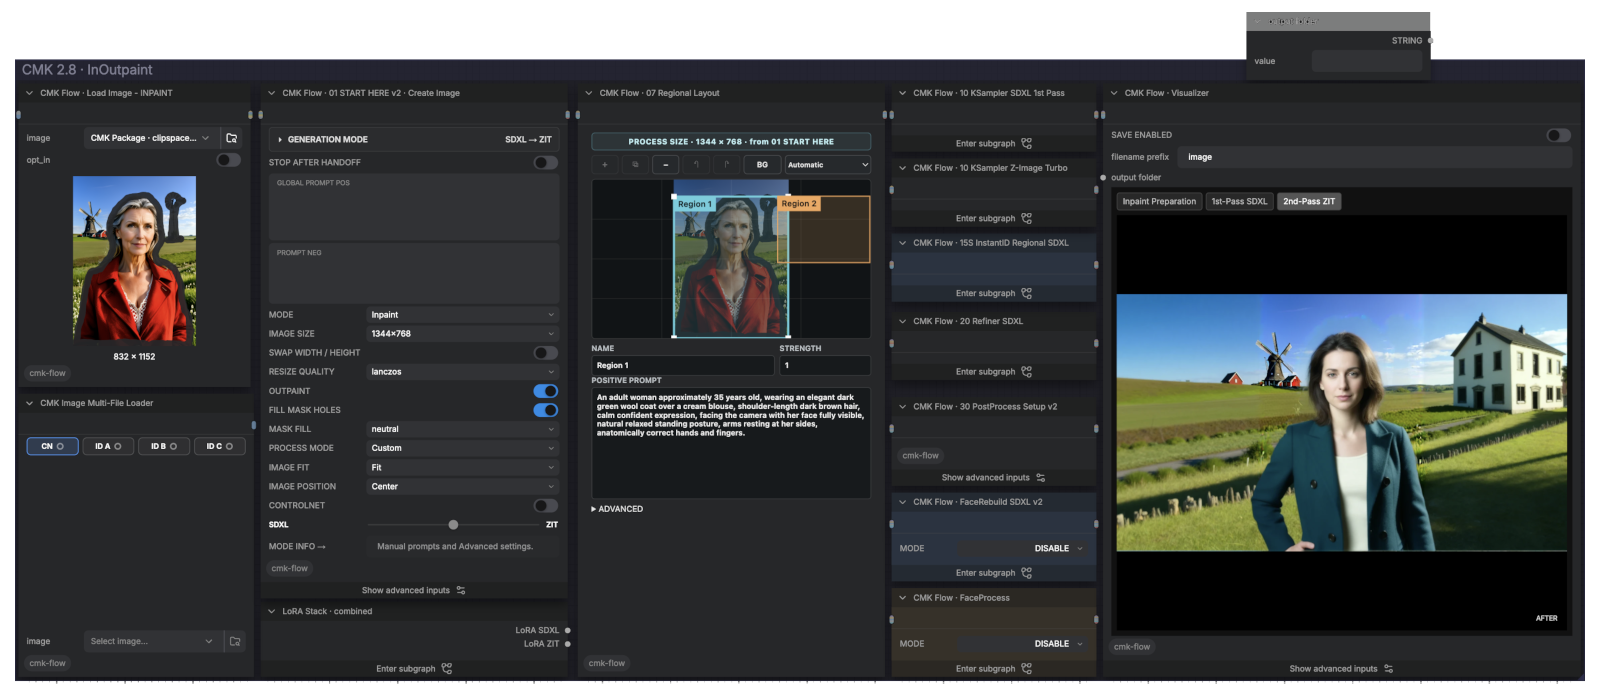 STRING
value
CMK 2.8 · InOutpaint
CMK Flow · Load Image - INPAINT
image
CMK Package · clipspace...
opt_in
832 × 1152
cmk-flow
CMK Image Multi-File Loader
CN
ID A
ID B
ID C
image
Select image...
cmk-flow
CMK Flow · 01 START HERE v2 · Create Image
GENERATION MODE
SDXL → ZIT
STOP AFTER HANDOFF
GLOBAL PROMPT POS
PROMPT NEG
MODE
Inpaint
IMAGE SIZE
1344×768
SWAP WIDTH / HEIGHT
RESIZE QUALITY
lanczos
OUTPAINT
FILL MASK HOLES
MASK FILL
neutral
PROCESS MODE
Custom
IMAGE FIT
Fit
IMAGE POSITION
Center
CONTROLNET
SDXL
ZIT
MODE INFO →
Manual prompts and Advanced settings.
cmk-flow
Show advanced inputs
LoRA Stack · combined
LoRA SDXL
LoRA ZIT
Enter subgraph
CMK Flow · 07 Regional Layout
PROCESS SIZE · 1344 × 768 · from 01 START HERE
BG
Automatic
Region 1
Region 2
NAME
STRENGTH
Region 1
1
POSITIVE PROMPT
An adult woman approximately 35 years old, wearing an elegant dark
green wool coat over a cream blouse, shoulder-length dark brown hair,
calm confident expression, facing the camera with her face fully visible,
natural relaxed standing posture, arms resting at her sides,
anatomically correct hands and fingers.
ADVANCED
cmk-flow
CMK Flow · 10 KSampler SDXL 1st Pass
Enter subgraph
CMK Flow · 10 KSampler Z-Image Turbo
Enter subgraph
CMK Flow · 15S InstantID Regional SDXL
Enter subgraph
CMK Flow · 20 Refiner SDXL
Enter subgraph
CMK Flow · 30 PostProcess Setup v2
cmk-flow
Show advanced inputs
CMK Flow · FaceRebuild SDXL v2
MODE
DISABLE
Enter subgraph
CMK Flow · FaceProcess
MODE
DISABLE
Enter subgraph
CMK Flow · Visualizer
SAVE ENABLED
filename prefix
image
output folder
Inpaint Preparation
1st-Pass SDXL
2nd-Pass ZIT
AFTER
cmk-flow
Show advanced inputs